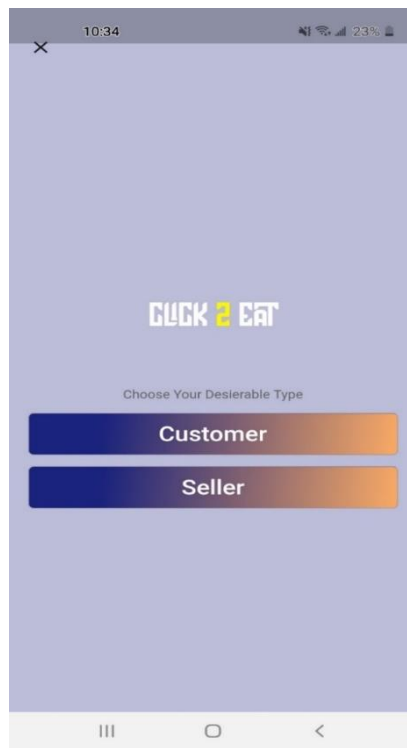 10:34
23%
CLICK 2 EAT
Choose Your Desierable Type
Customer
Seller